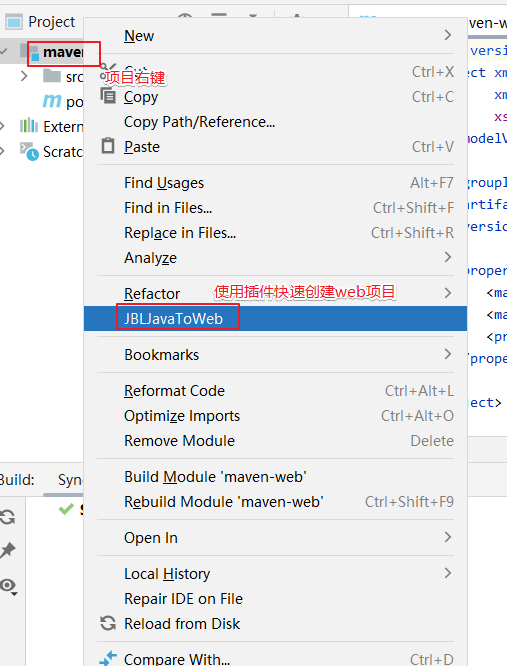 Project
maven
src
po
Extern
Scratc
项目右键
New
Ctrl+X
Copy
Ctrl+C
Copy Path/Reference...
Paste
Ctrl+V
Find Usages
Alt+F7
Find in Files...
Ctrl+Shift+F
Replace in Files...
Ctrl+Shift+R
Analyze
Refactor
使用插件快速创建web项目
JBLJavaToWeb
Bookmarks
Reformat Code
Ctrl+Alt+L
Optimize Imports
Ctrl+Alt+O
Remove Module
Delete
Build Module 'maven-web'
Rebuild Module 'maven-web'
Ctrl+Shift+F9
Open In
Local History
Repair IDE on File
Reload from Disk
Compare With...
Ctrl+D
ven-w
versi
ect xm
xm
xs
modelV
groupI
artifa
versio
proper
<ma
<ma
<pr
/prope
ject>
Build:
Syn